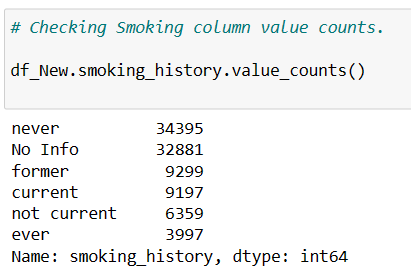 # Checking Smoking column value counts.
df_New.smoking_history.value_counts()
never 34395
No Info 32881
former 9299
current 9197
not current 6359
ever 3997
Name: smoking_history, dtype: int64